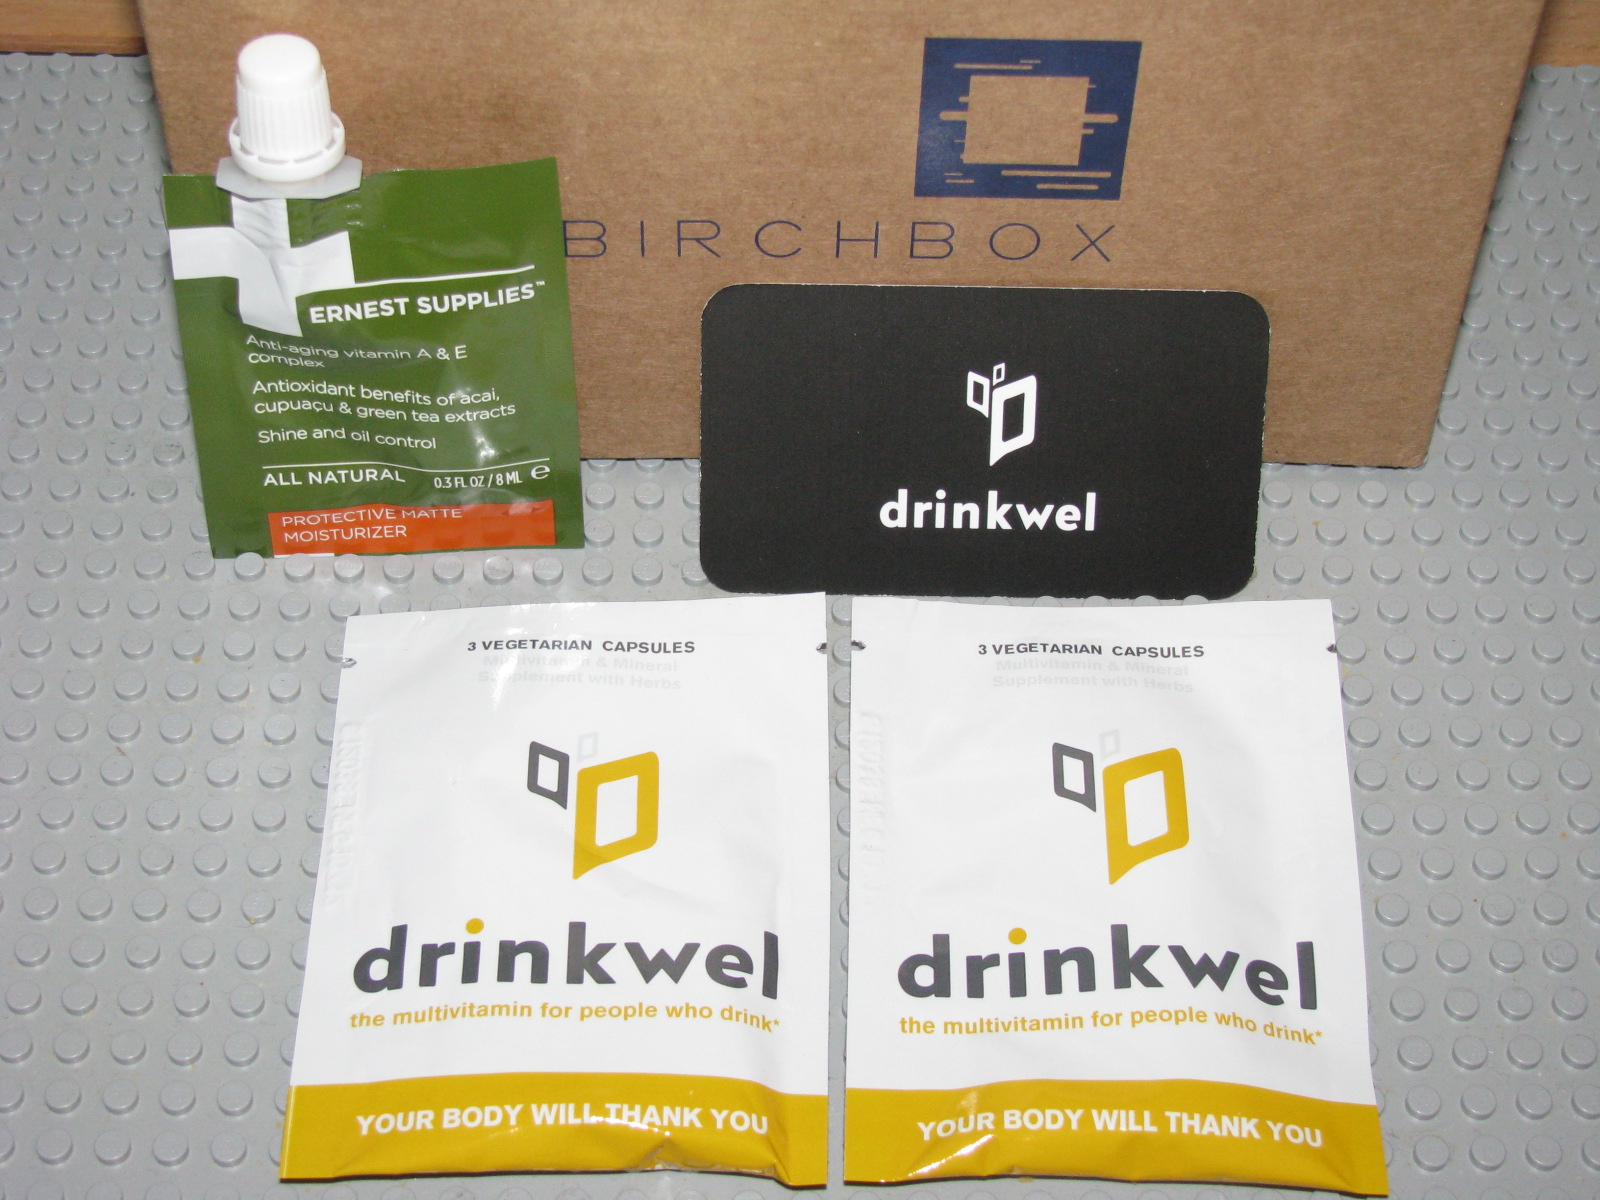 BIRCHBOX
ERNEST SUPPLIES™
Anti-aging vitamin A & E
complex
Antioxidant benefits of acai,
cupuaçu & green tea extracts
Shine and oil control
ALL NATURAL 0.3 FL OZ / 8 ML ℮
PROTECTIVE MATTE
MOISTURIZER
drinkwel
3 VEGETARIAN CAPSULES
Multivitamin & Mineral
Supplement with Herbs
drinkwel
the multivitamin for people who drink*
YOUR BODY WILL THANK YOU
3 VEGETARIAN CAPSULES
Multivitamin & Mineral
Supplement with Herbs
drinkwel
the multivitamin for people who drink*
YOUR BODY WILL THANK YOU